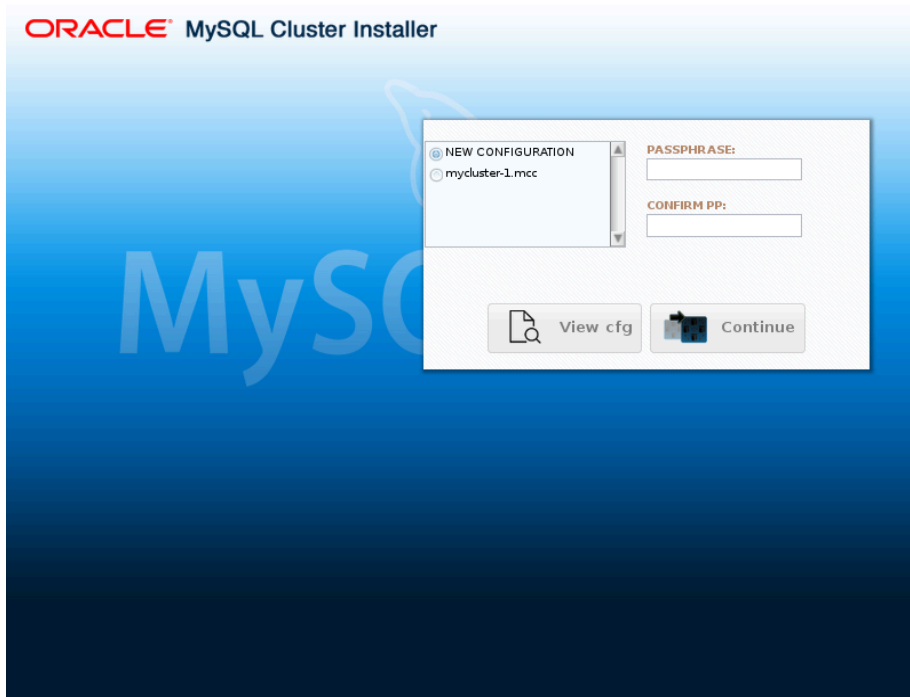 ORACLE® MySQL Cluster Installer
NEW CONFIGURATION
mycluster-1.mcc
PASSPHRASE:
CONFIRM PP:
MySQ
View cfg
Continue